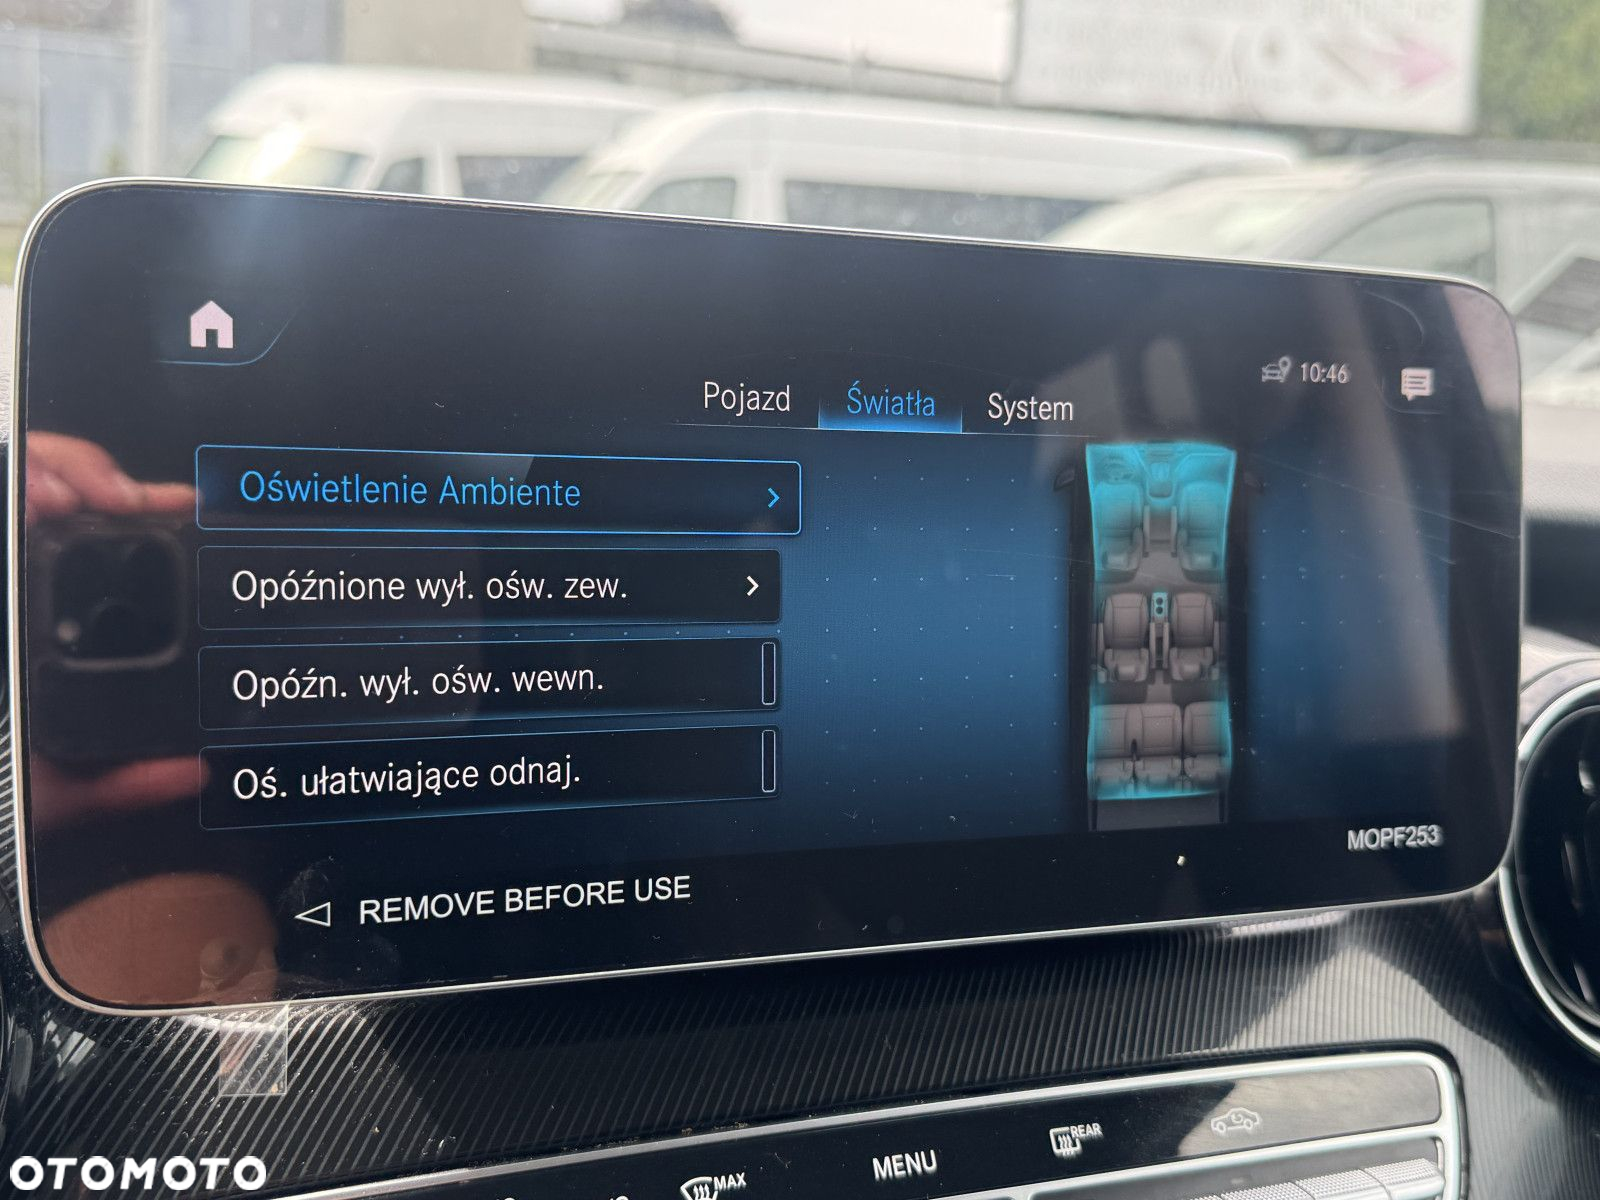 Pojazd Światła System
10:46
Oświetlenie Ambiente
Opóźnione wył. ośw. zew.
Opóźn. wył. ośw. wewn.
Oś. ułatwiające odnaj.
MOPF253
REMOVE BEFORE USE
REAR
MENU
MAX
OTOMOTO